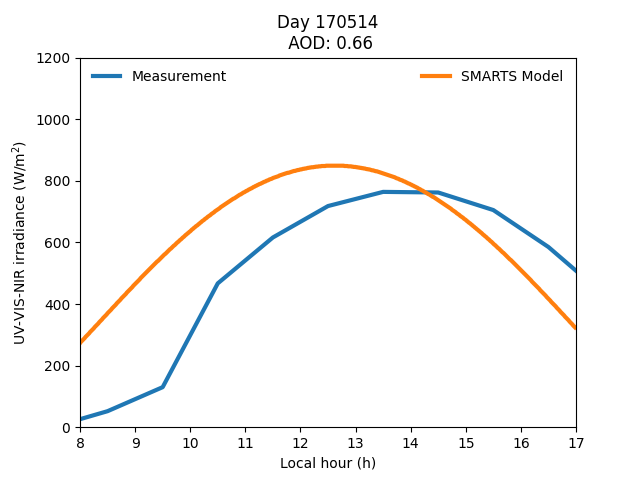 Day 170514
AOD: 0.66
Measurement
SMARTS Model
UV-VIS-NIR irradiance (W/m²)
1200
1000
800
600
400
200
0
8 9 10 11 12 13 14 15 16 17
Local hour (h)